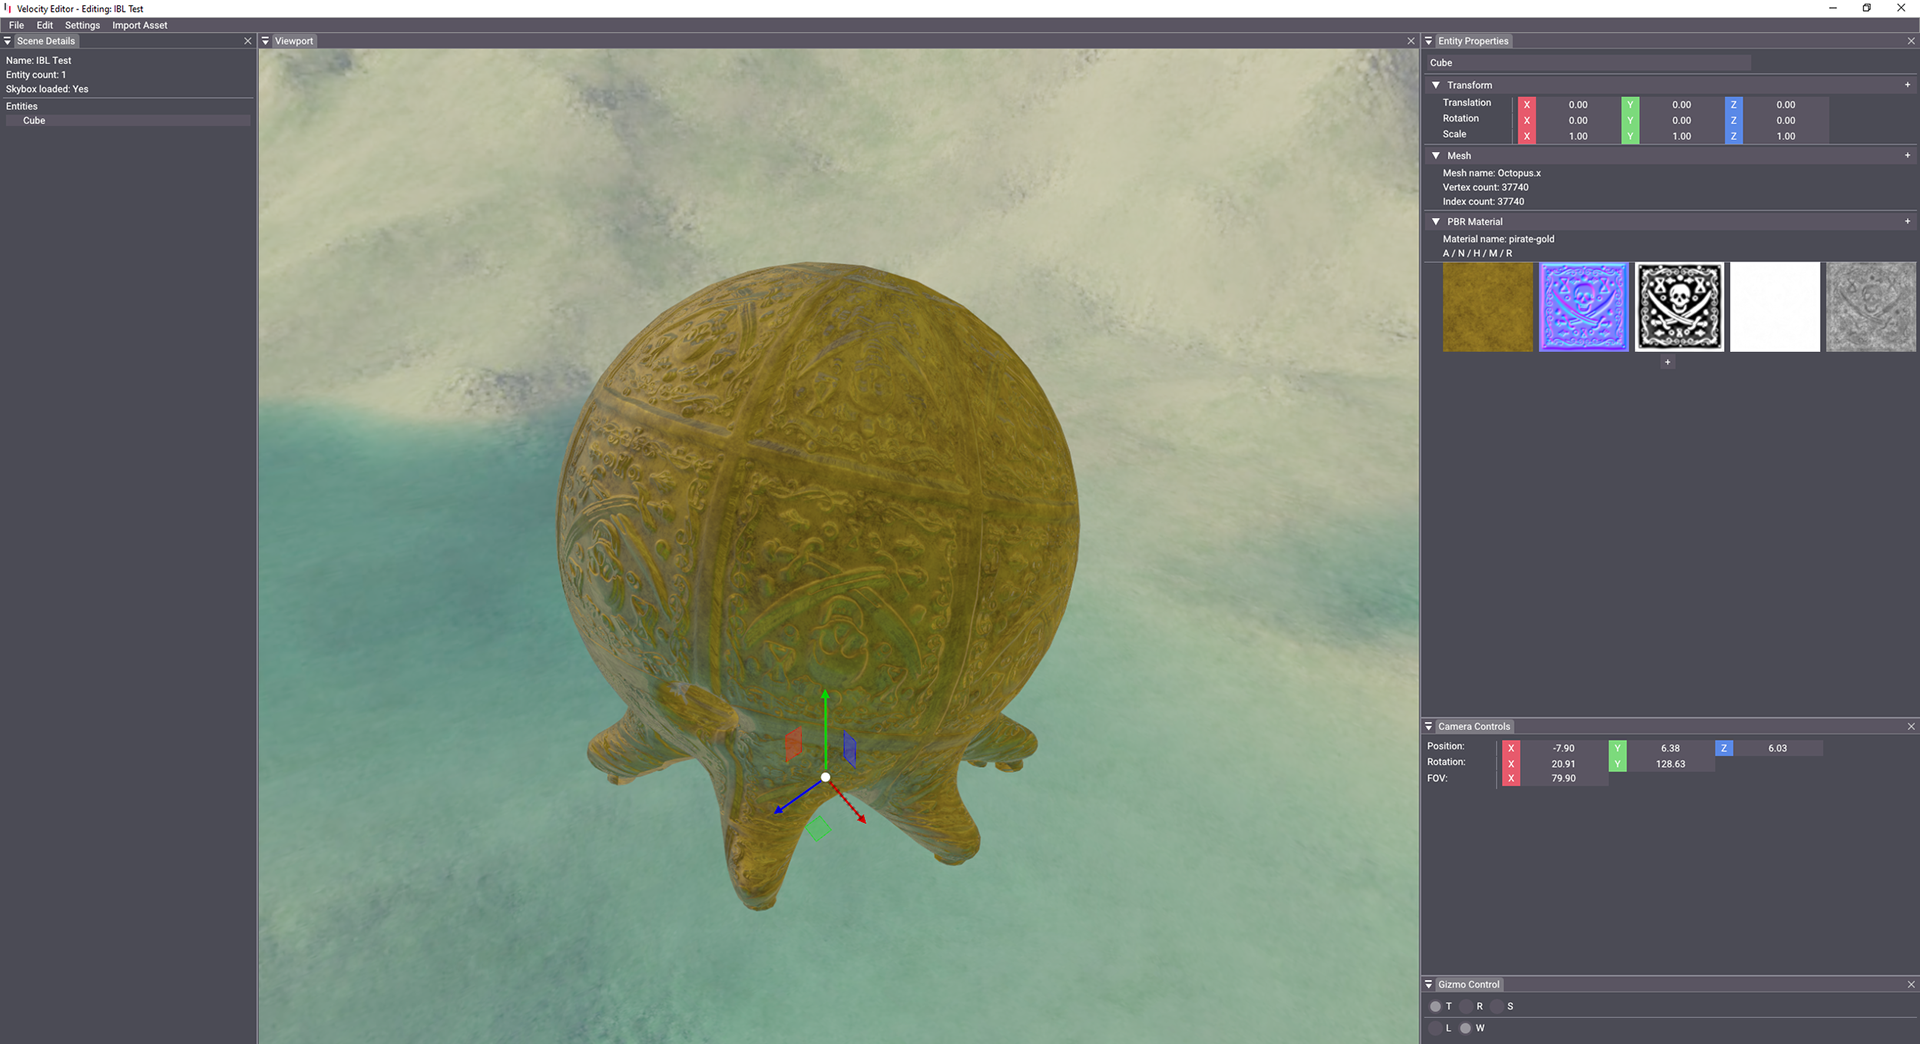 Velocity Editor - Editing: IBL Test
File Edit Settings Import Asset
Scene Details
Name: IBL Test
Entity count: 1
Skybox loaded: Yes
Entities
Cube
Viewport
Entity Properties
Cube
Transform +
Translation X 0.00 Y 0.00 Z 0.00
Rotation X 0.00 Y 0.00 Z 0.00
Scale X 1.00 Y 1.00 Z 1.00
Mesh +
Mesh name: Octopus.x
Vertex count: 37740
Index count: 37740
PBR Material +
Material name: pirate-gold
A / N / H / M / R
+
Camera Controls
Position: X -7.90 Y 6.38 Z 6.03
Rotation: X 20.91 Y 128.63
FOV: X 79.90
Gizmo Control
T R S
L W